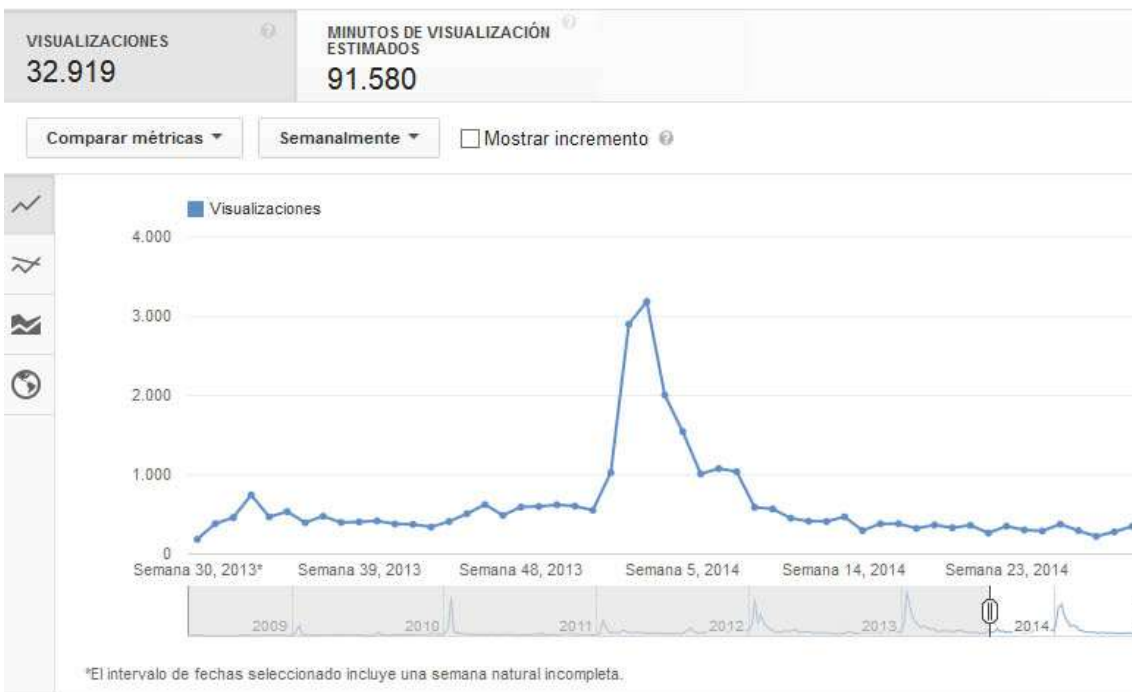 VISUALIZACIONES
32.919
MINUTOS DE VISUALIZACIÓN
ESTIMADOS
91.580
Comparar métricas
Semanalmente
Mostrar incremento
Visualizaciones
4.000
3.000
2.000
1.000
0
Semana 30, 2013* Semana 39, 2013 Semana 48, 2013 Semana 5, 2014 Semana 14, 2014 Semana 23, 2014
2009 2010 2011 2012 2013 2014
*El intervalo de fechas seleccionado incluye una semana natural incompleta.